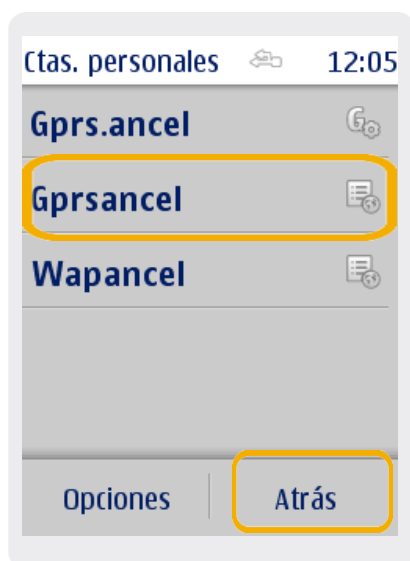 Ctas. personales 12:05
Gprs.ancel
Gprsancel
Wapancel
Opciones Atrás